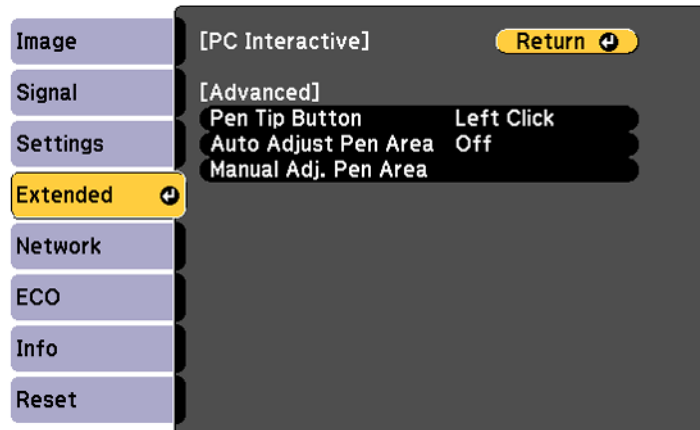 Image
Signal
Settings
Extended
Network
ECO
Info
Reset
[PC Interactive] Return
[Advanced]
Pen Tip Button Left Click
Auto Adjust Pen Area Off
Manual Adj. Pen Area